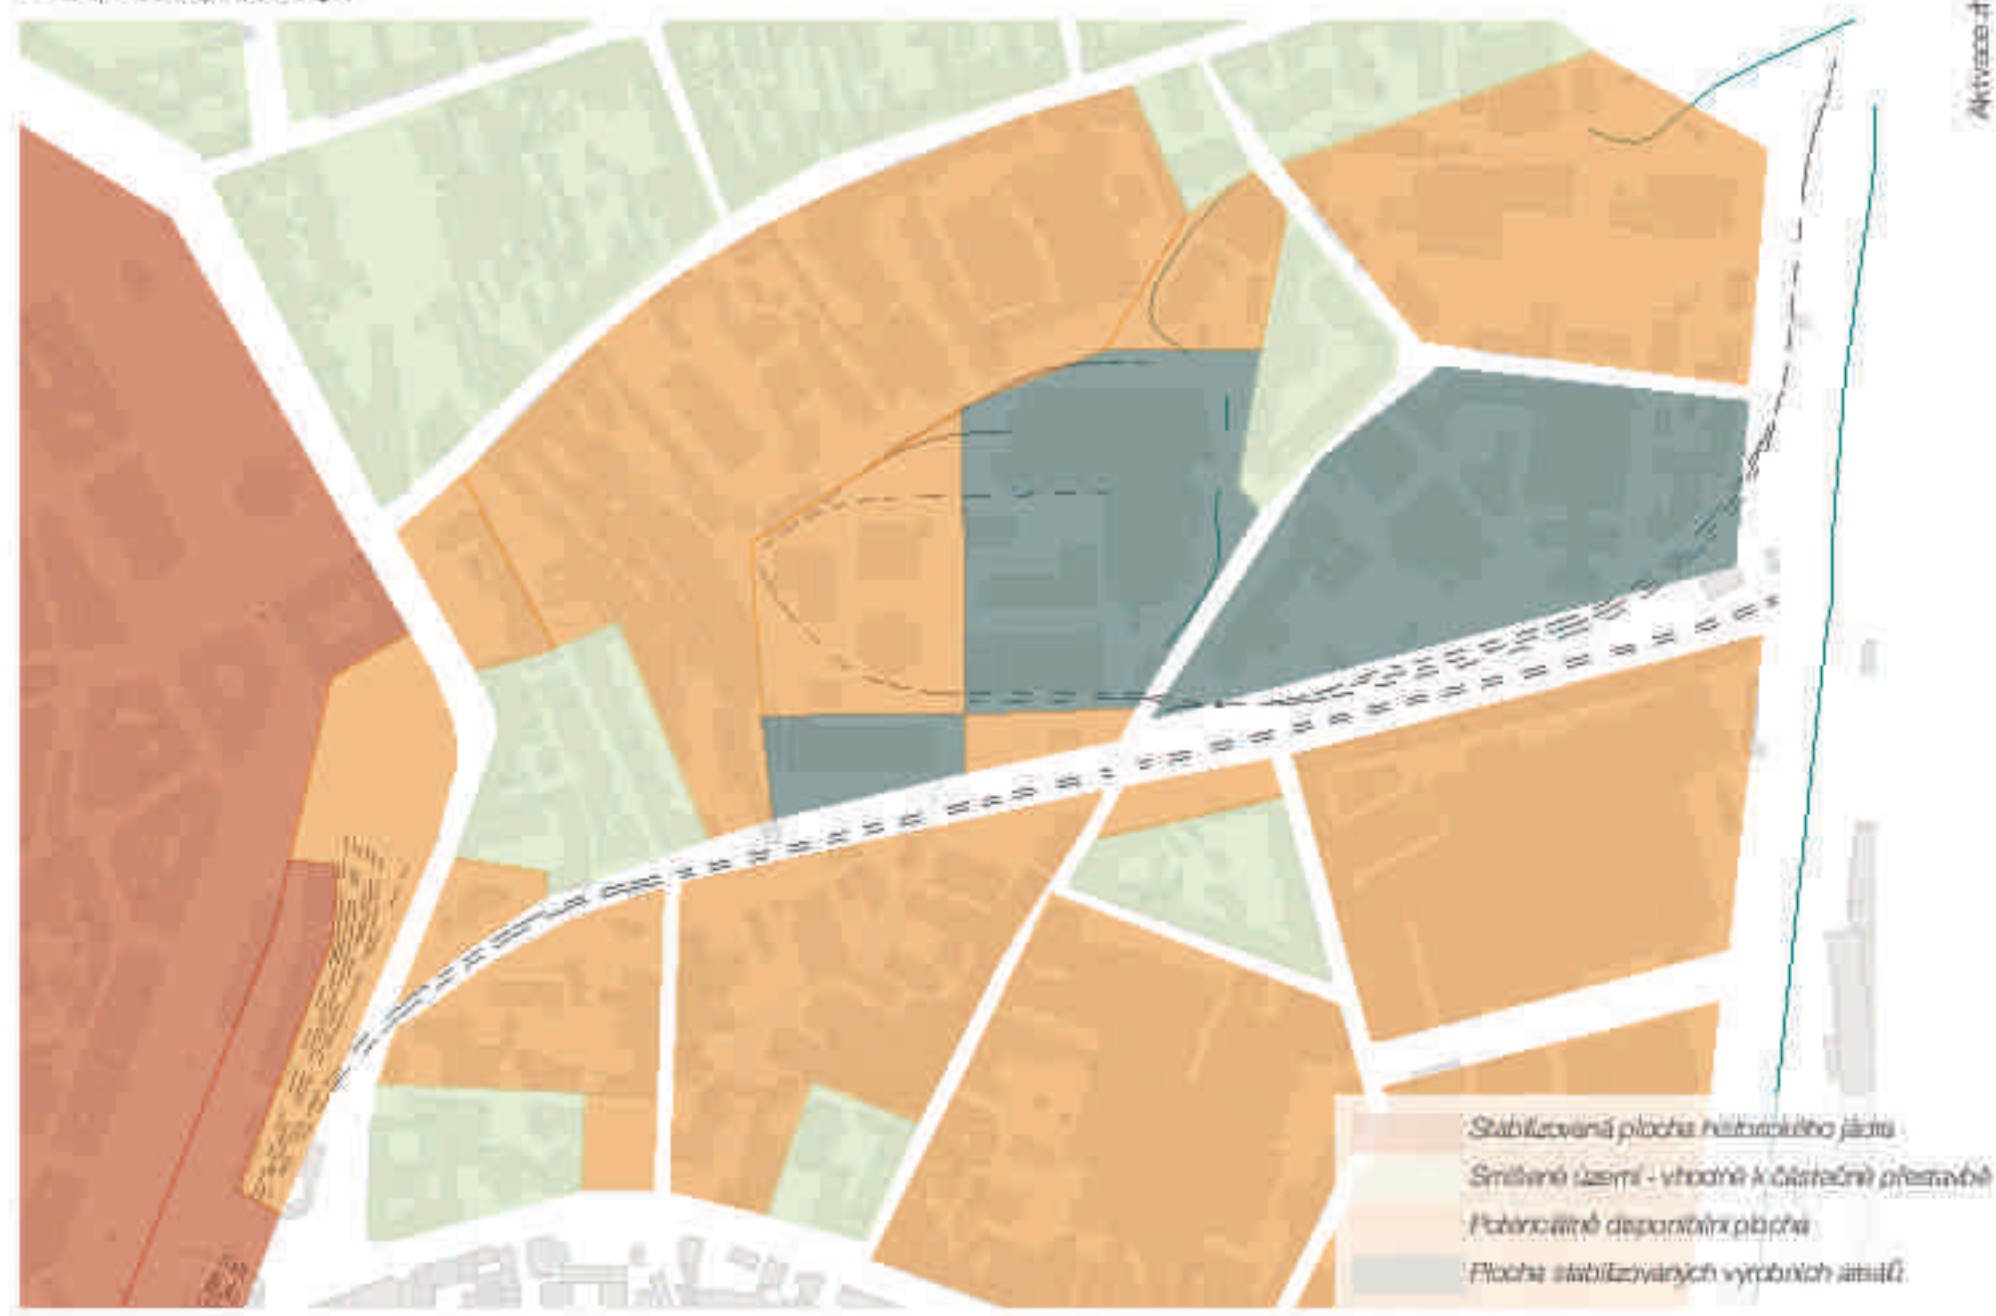 Stabilizovaná plocha historického jádra
Smíšené území - vhodné k částečné přestavbě
Potenciálně disponibilní plocha
Plocha stabilizovaných výrobních areálů